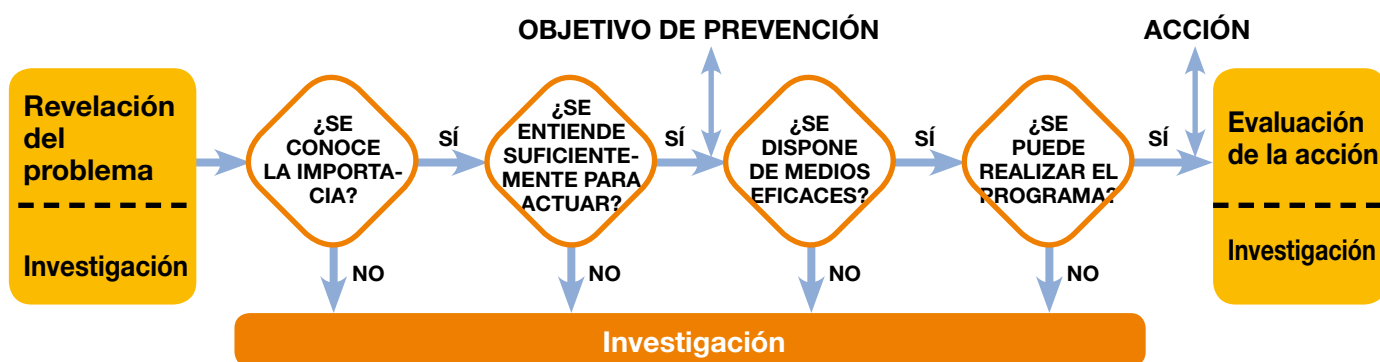 OBJETIVO DE PREVENCIÓN
ACCIÓN
Revelación
del
problema
Investigación
¿SE
CONOCE
LA IMPORTA-
CIA?
SÍ
NO
¿SE
ENTIENDE
SUFICIENTE-
MENTE PARA
ACTUAR?
SÍ
NO
¿SE
DISPONE
DE MEDIOS
EFICACES?
SÍ
NO
¿SE
PUEDE
REALIZAR EL
PROGRAMA?
SÍ
NO
Evaluación
de la acción
Investigación
Investigación